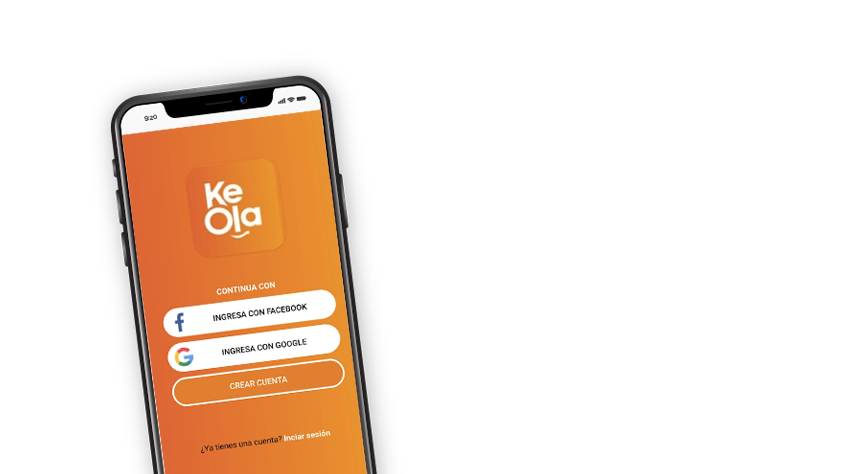 9:20
Ke
Ola
CONTINUA CON
INGRESA CON FACEBOOK
INGRESA CON GOOGLE
CREAR CUENTA
¿Ya tienes una cuenta? Inciar sesión